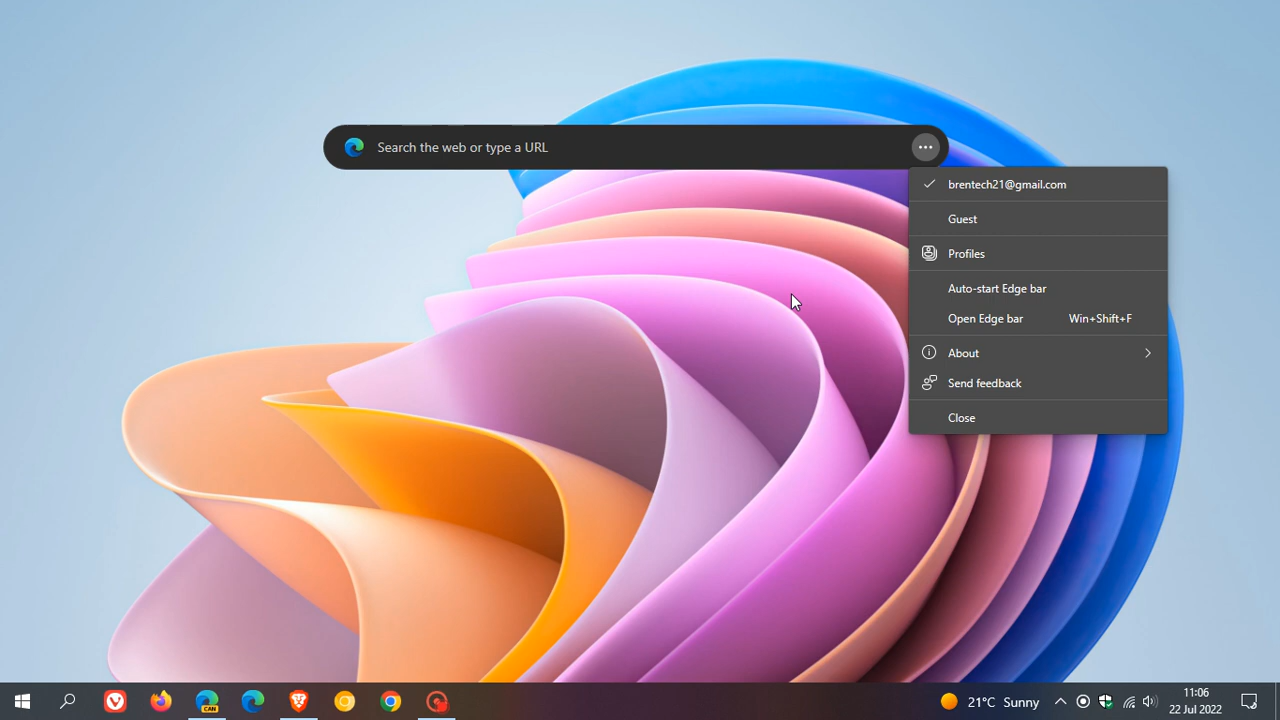 Search the web or type a URL
brentech21@gmail.com
Guest
Profiles
Auto-start Edge bar
Open Edge bar Win+Shift+F
About
Send feedback
Close
CAN
21°C Sunny
11:06
22 Jul 2022